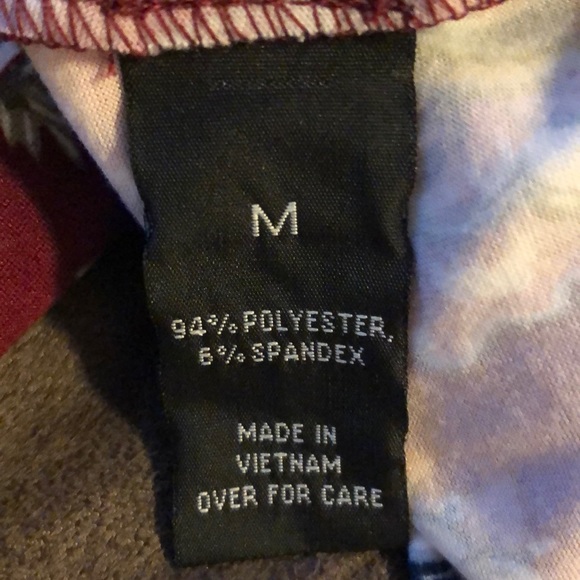 M
94% POLYESTER,
6% SPANDEX
MADE IN
VIETNAM
OVER FOR CARE